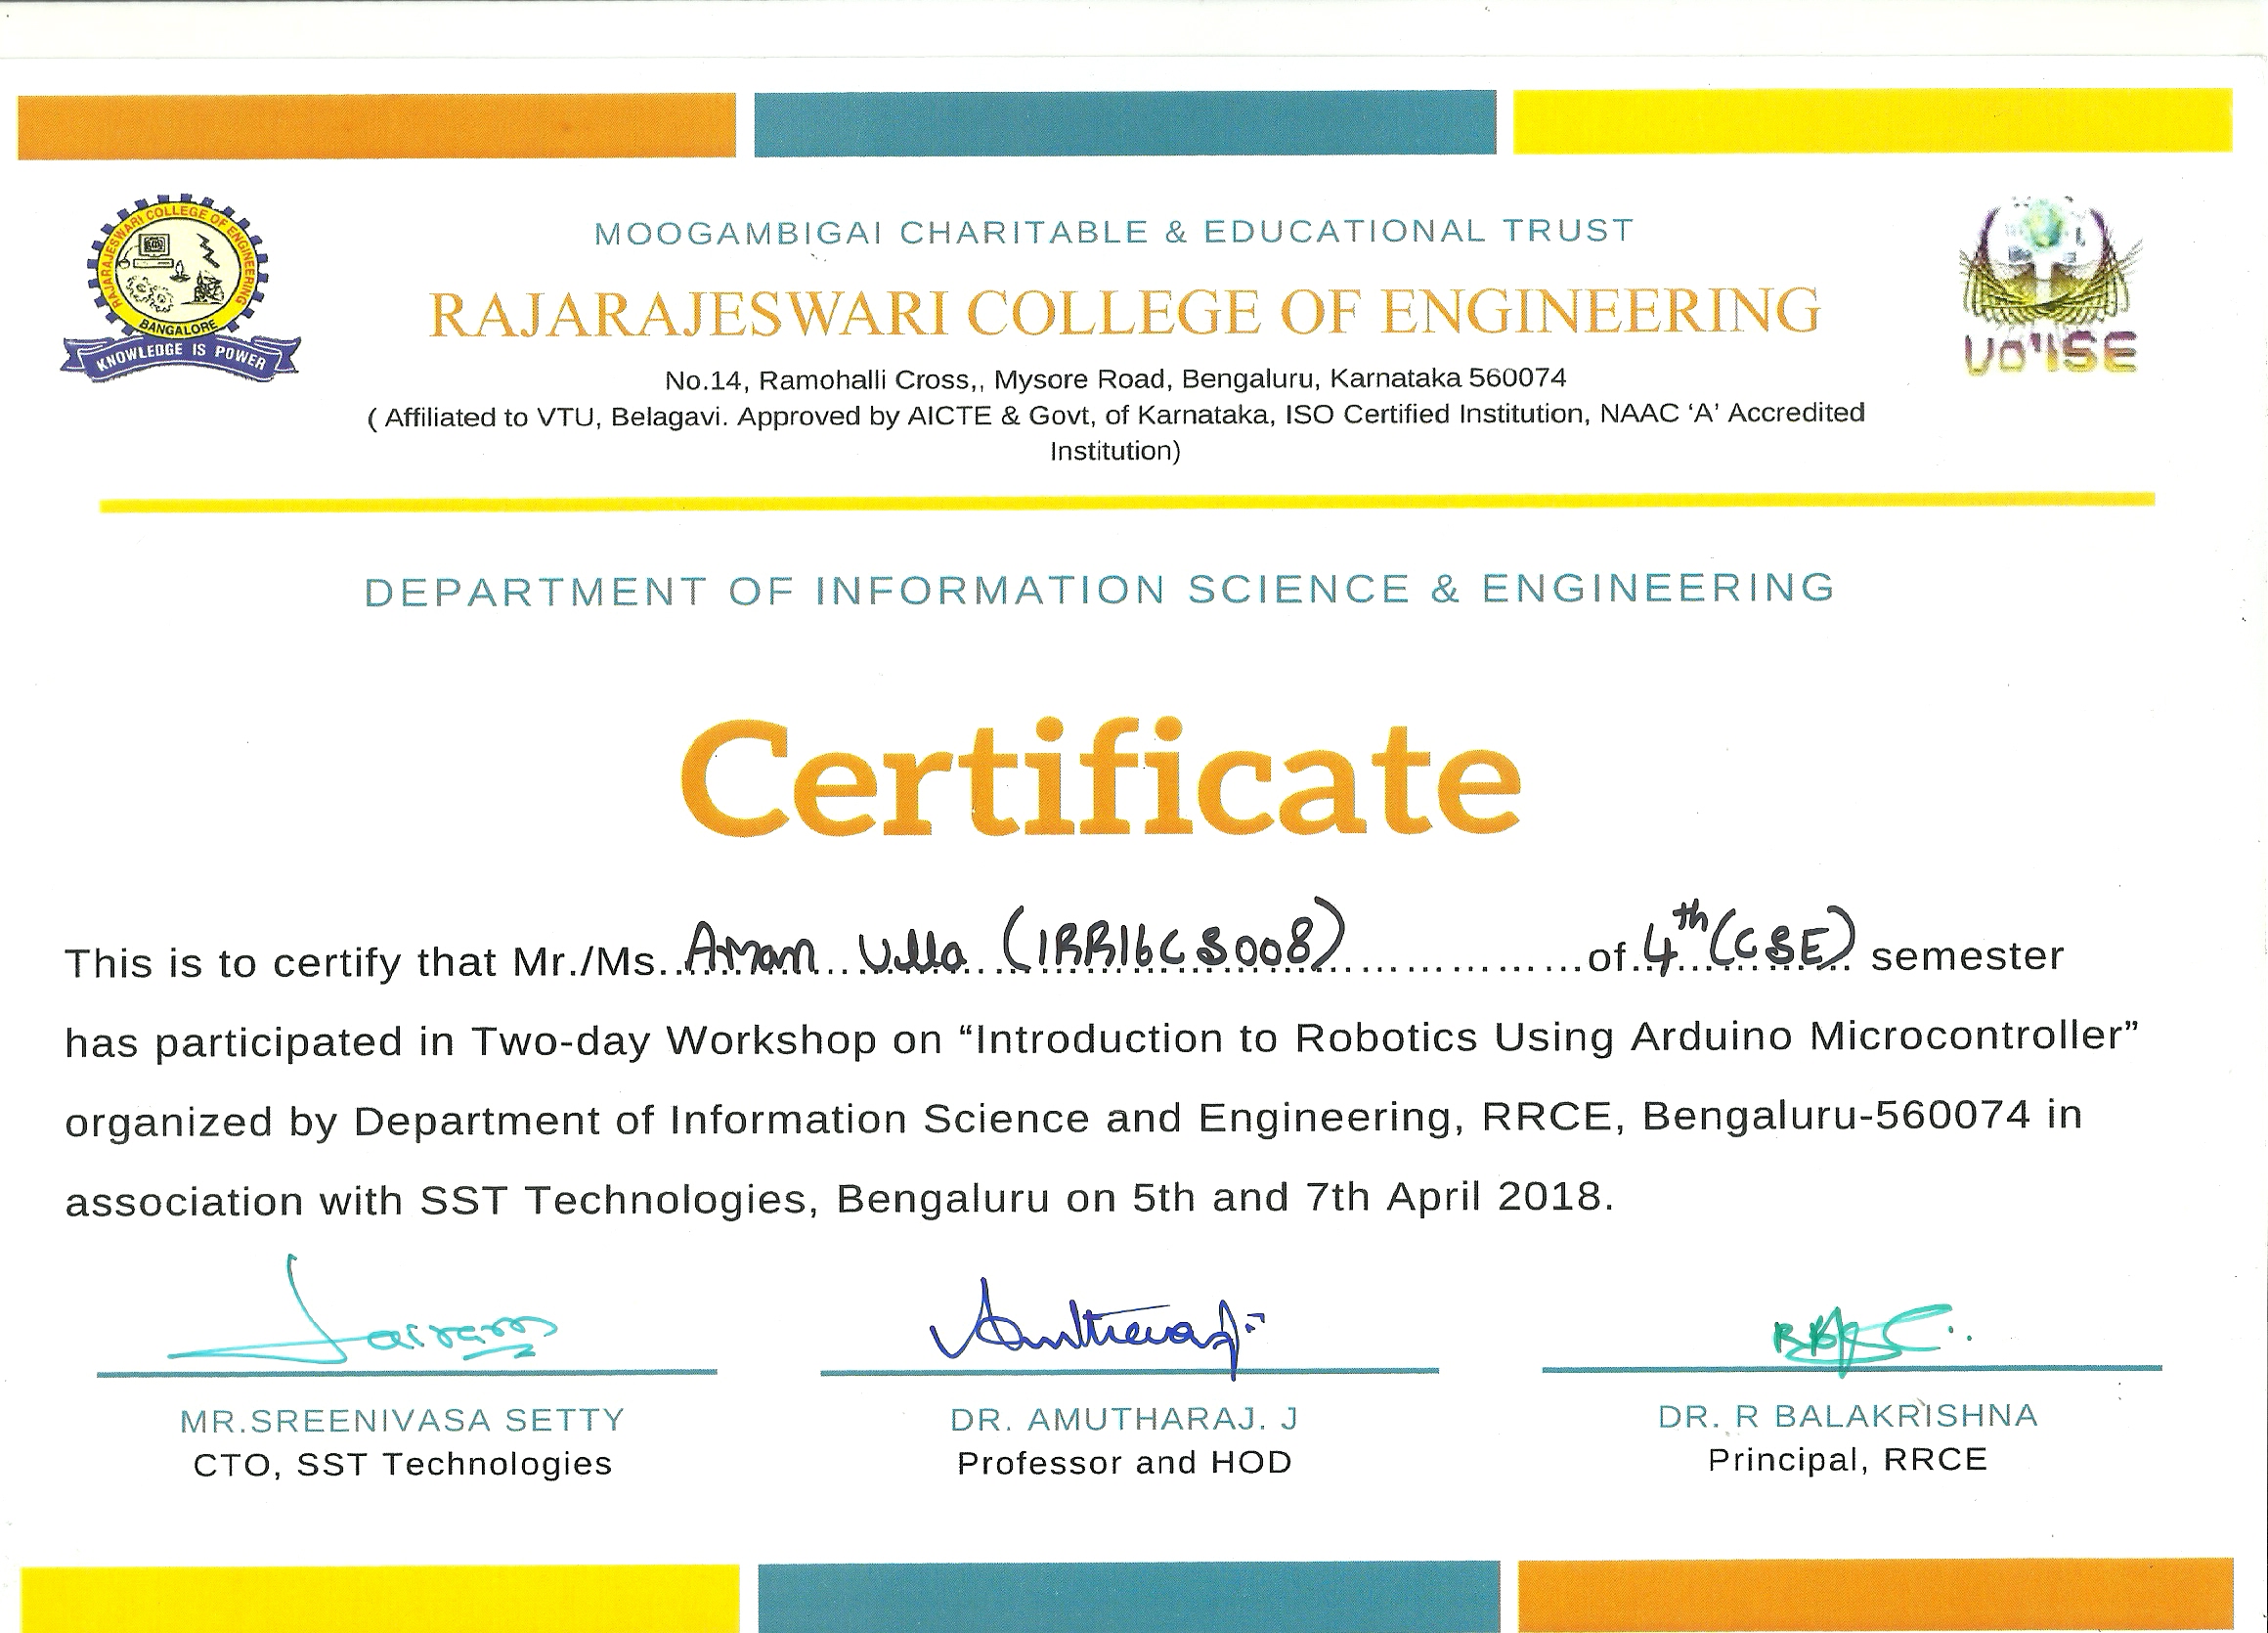 MOOGAMBIGAI CHARITABLE & EDUCATIONAL TRUST
RAJARAJESWARI COLLEGE OF ENGINEERING
BANGALORE
KNOWLEDGE IS POWER
RAJARAJESWARI COLLEGE OF ENGINEERING
No.14, Ramohalli Cross,, Mysore Road, Bengaluru, Karnataka 560074
( Affiliated to VTU, Belagavi. Approved by AICTE & Govt, of Karnataka, ISO Certified Institution, NAAC ‘A’ Accredited
Institution)
DEPARTMENT OF INFORMATION SCIENCE & ENGINEERING
Certificate
This is to certify that Mr./Ms. Aman Ulla (1RR16CS008) of 4th (CSE) semester
has participated in Two-day Workshop on “Introduction to Robotics Using Arduino Microcontroller”
organized by Department of Information Science and Engineering, RRCE, Bengaluru-560074 in
association with SST Technologies, Bengaluru on 5th and 7th April 2018.
MR.SREENIVASA SETTY
CTO, SST Technologies
DR. AMUTHARAJ. J
Professor and HOD
DR. R BALAKRISHNA
Principal, RRCE